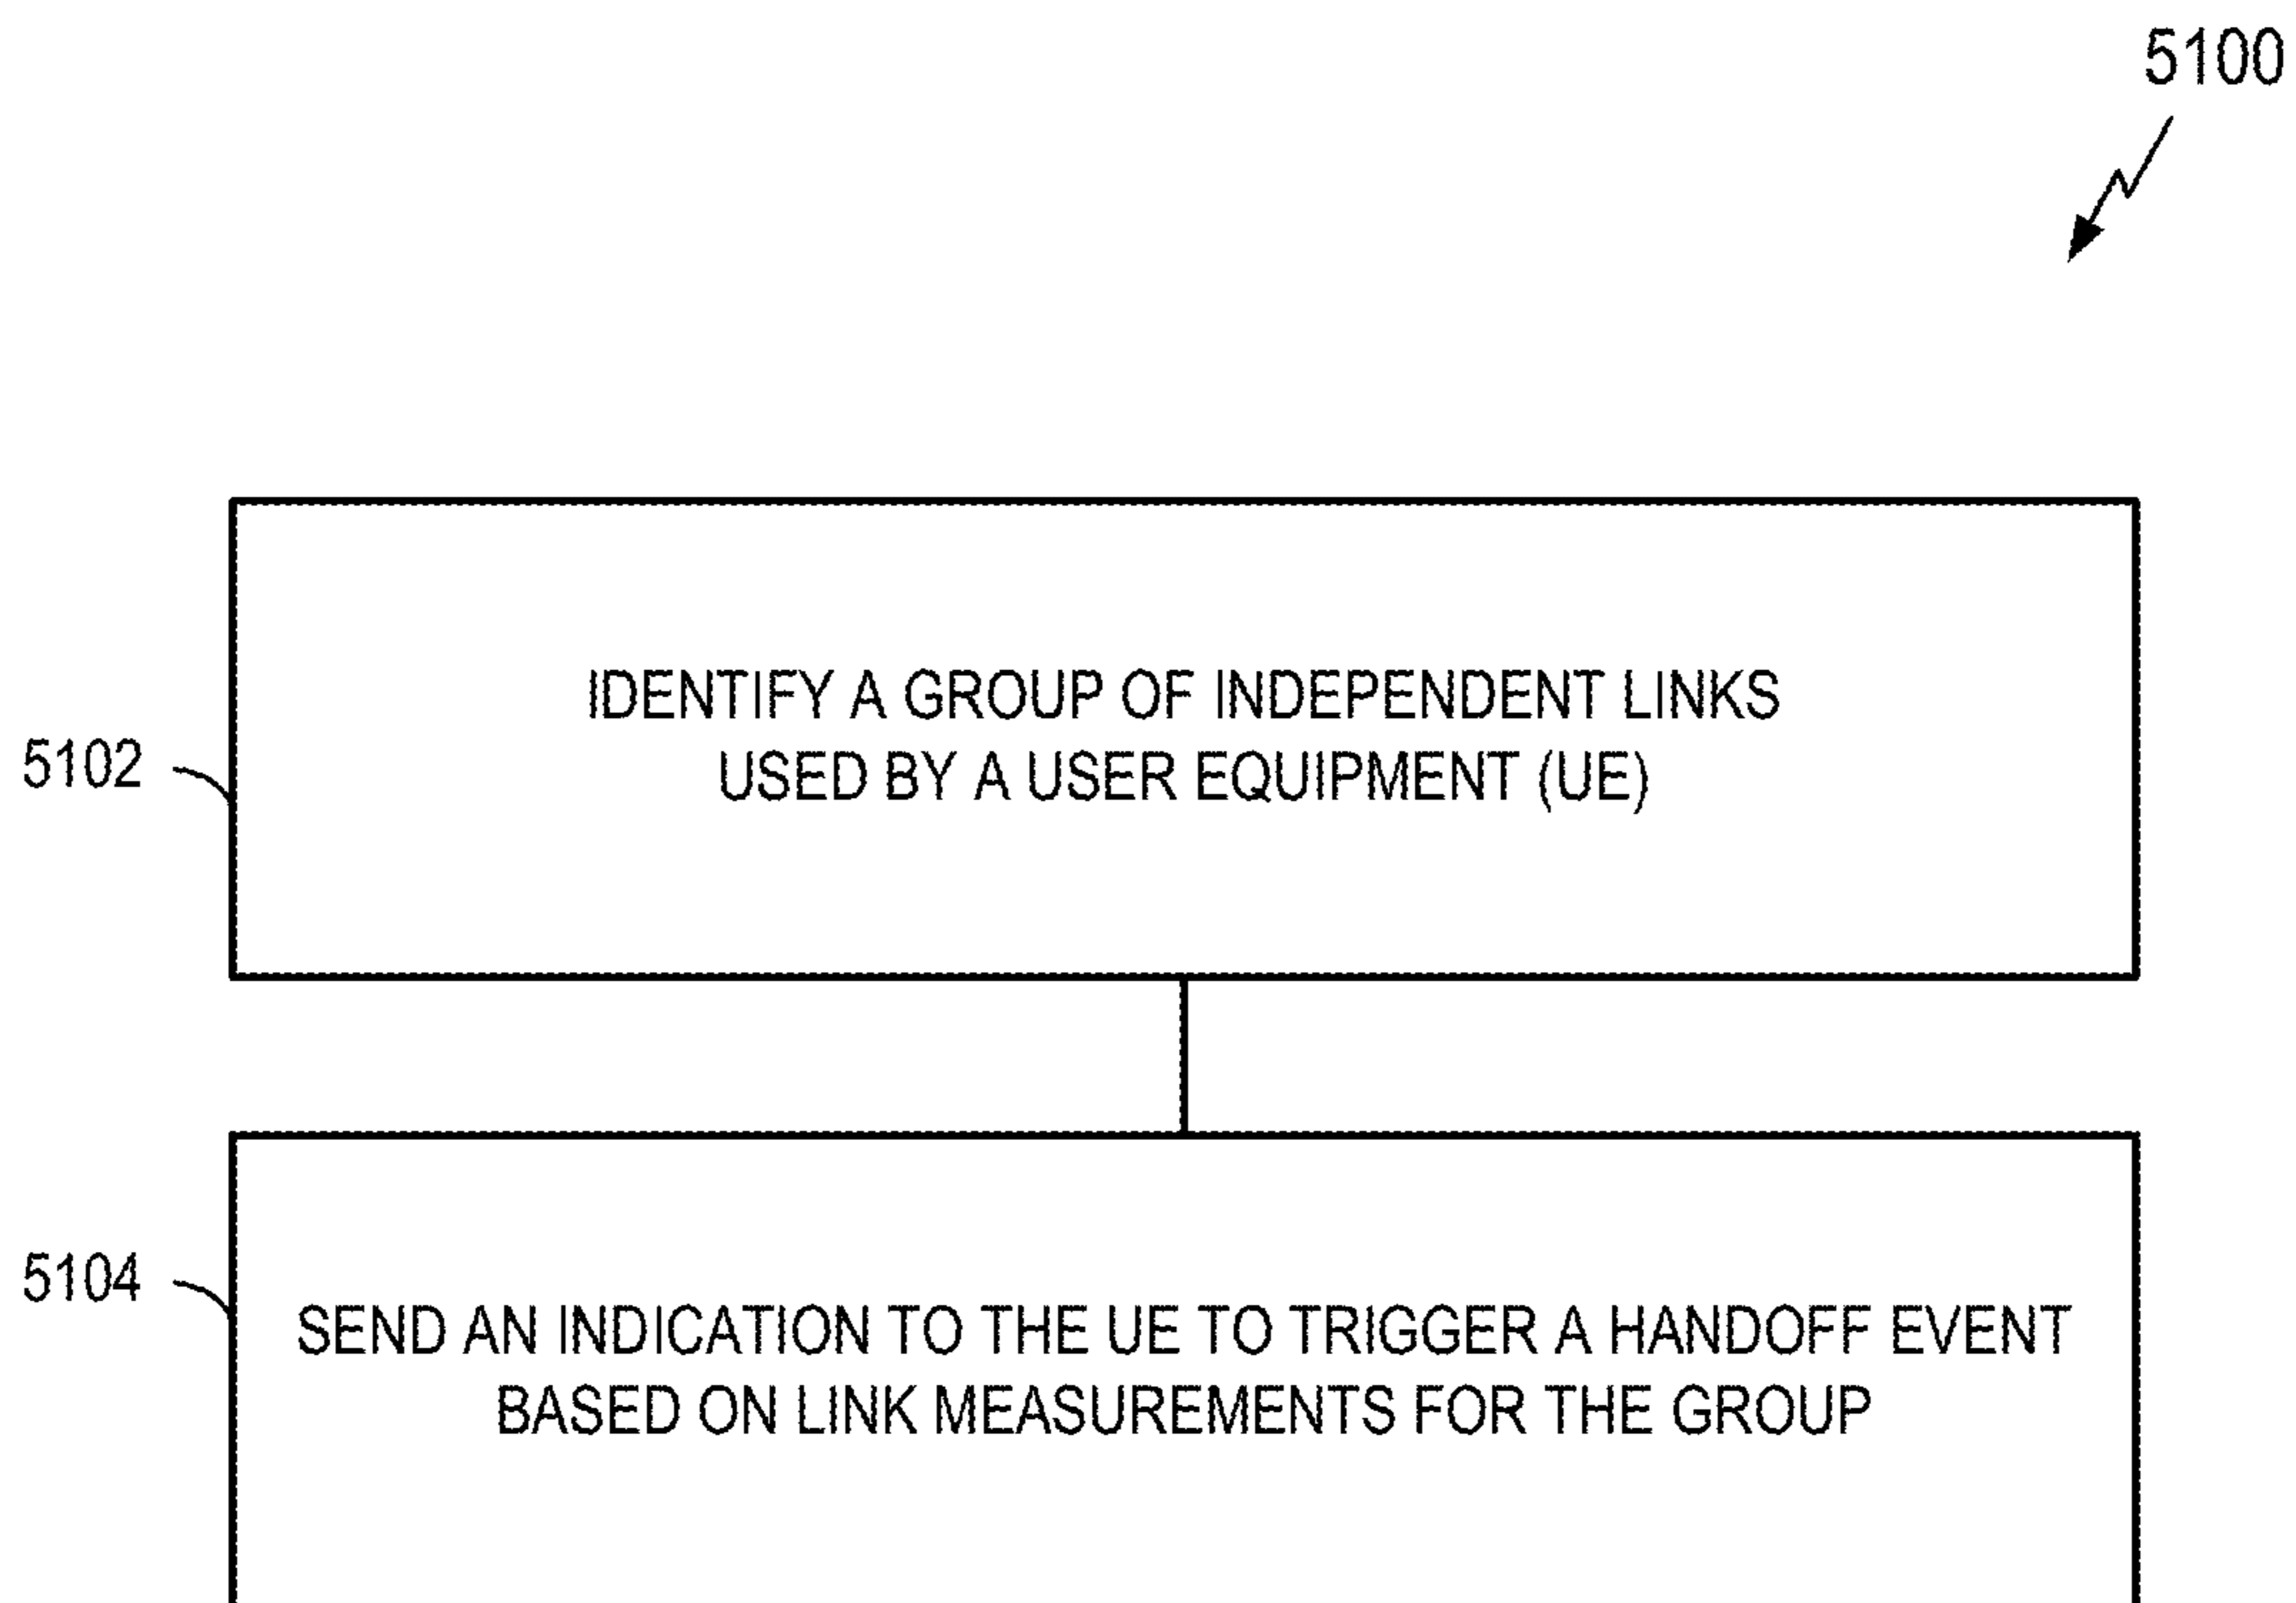 5100
IDENTIFY A GROUP OF INDEPENDENT LINKS
USED BY A USER EQUIPMENT (UE)
5102
5104
SEND AN INDICATION TO THE UE TO TRIGGER A HANDOFF EVENT
BASED ON LINK MEASUREMENTS FOR THE GROUP